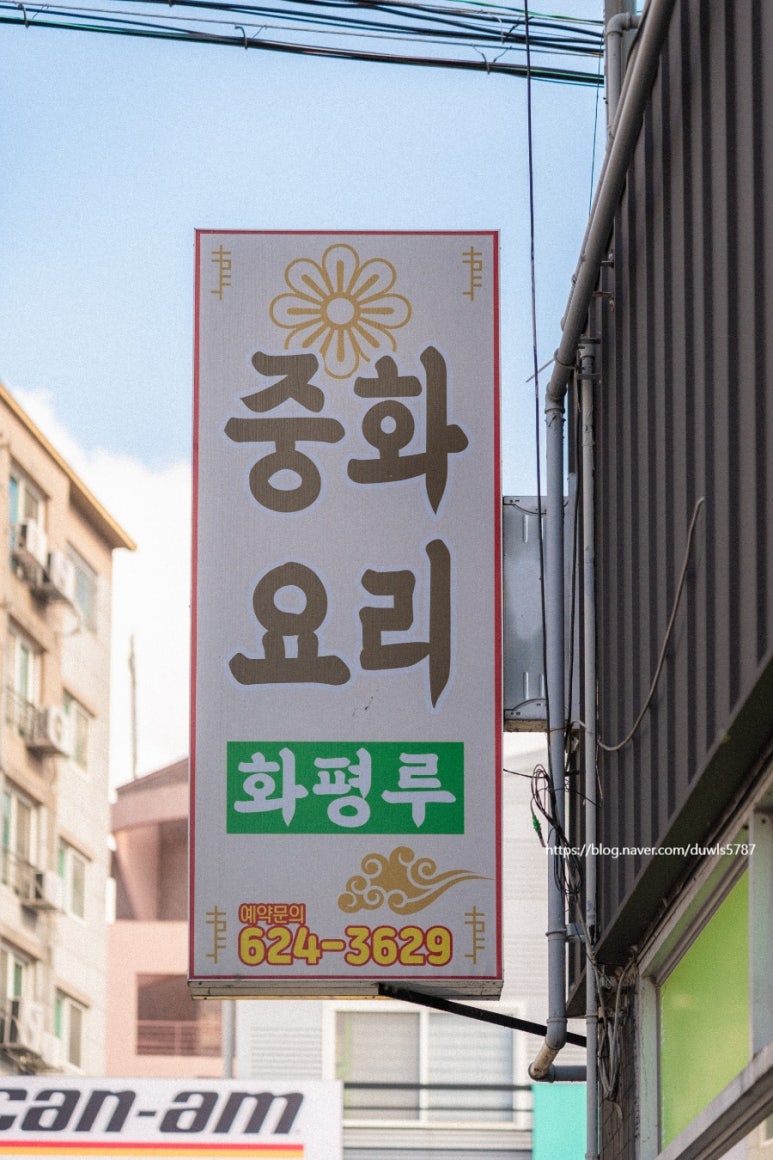 중화
요리
화평루
예약문의
624-3629
https://blog.naver.com/duwls5787
can-am